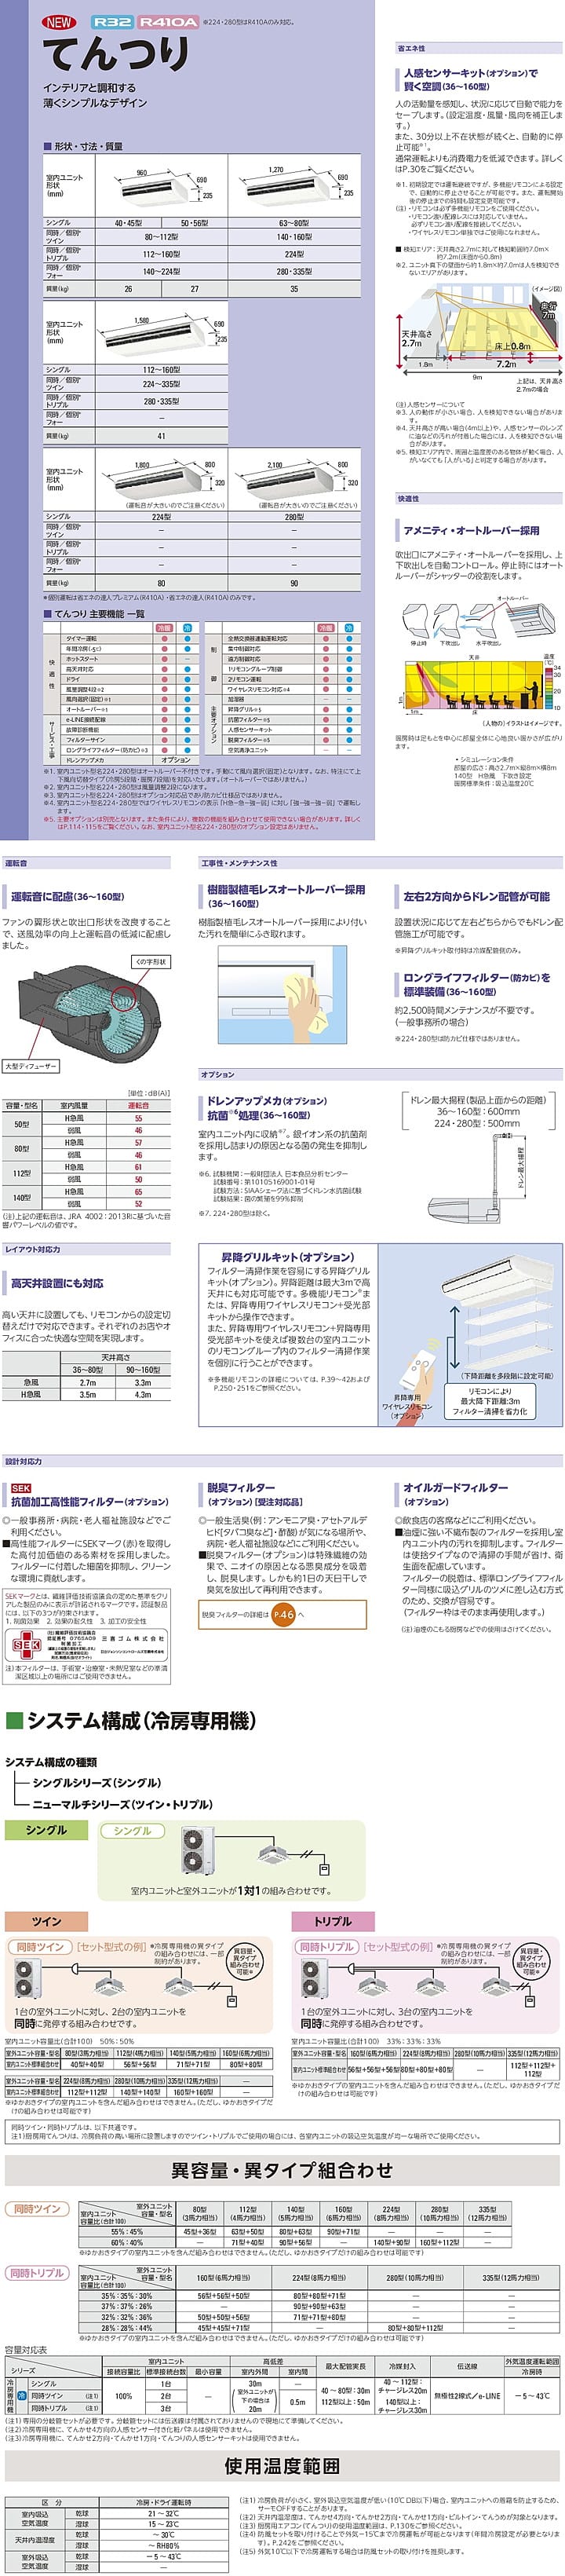 NEW R32 R410A ※224・280型はR410Aのみ対応。
てんつり
インテリアと調和する
薄くシンプルなデザイン
■ 形状・寸法・質量
室内ユニット
形状
(mm)
960
690
235
1,270
690
235
シングル 40・45型 50・56型 63〜80型
同時/個別*
ツイン 80〜112型 140・160型
同時/個別*
トリプル 112〜160型 224型
同時/個別*
フォー 140〜224型 280・335型
質量(kg) 26 27 35
室内ユニット
形状
(mm)
1,580
690
235
シングル 112〜160型
同時/個別*
ツイン 224〜335型
同時/個別*
トリプル 280・335型
同時/個別*
フォー −
質量(kg) 41
室内ユニット
形状
(mm)
1,800
800
320
(運転音が大きいのでご注意ください)
2,100
800
320
(運転音が大きいのでご注意ください)
シングル 224型 280型
同時/個別*
ツイン − −
同時/個別*
トリプル − −
同時/個別*
フォー − −
質量(kg) 80 90
*個別運転は省エネの達人プレミアム(R410A)・省エネの達人(R410A)のみです。
■ てんつり 主要機能 一覧
冷暖 冷
快適性
タイマー運転 ● ●
年間冷房(-5℃) ● ●
ホットスタート ● −
高天井対応 ● ●
ドライ ● ●
風量調整4段※2 ● ●
風向選択(固定)※1 ● ●
オートルーバー※1 ● ●
サービス・工事
e-LINE接続配線 ● ●
故障診断機能 ● ●
フィルターサイン ● ●
ロングライフフィルター(防カビ)※3 ● ●
ドレンアップメカ オプション
冷暖 冷
制御
全熱交換器連動運転対応 ● ●
集中制御対応 ● ●
遠方制御対応 ● ●
1リモコングループ制御 ● ●
2リモコン運転 ● ●
ワイヤレスリモコン対応※4 ● ●
主要オプション
加湿器 − −
昇降グリル※5 ● ●
抗菌フィルター※5 ● ●
人感センサーキット ● ●
脱臭フィルター※5 ● ●
空気清浄ユニット − −
※1. 室内ユニット型名224・280型はオートルーバー不付きです。手動にて風向選択(固定)となります。なお、特注にて上下風向切替タイプ(冷房5段階・暖房7段階)を対応いたします。(オートルーバーではありません。)
※2. 室内ユニット型名224・280型は風量調整2段となります。
※3. 室内ユニット型名224・280型はオプション対応品であり防カビ仕様品ではありません。
※4. 室内ユニット型名224・280型ではワイヤレスリモコンの表示「H急〜急〜強〜弱」に対し「強〜強〜強〜弱」で運転します。
※5. 主要オプションは別売となります。また条件により、複数の機能を組み合わせて使用できない場合があります。詳しくはP.114・115をご覧ください。なお、室内ユニット型名224・280型のオプション設定はありません。
省エネ性
人感センサーキット(オプション)で
賢く空調(36〜160型)
人の活動量を感知し、状況に応じて自動で能力を
セーブします。(設定温度・風量・風向を補正しま
す。)
また、30分以上不在状態が続くと、自動的に停
止可能※1。
通常運転よりも消費電力を低減できます。詳しく
はP.30をご覧ください。
※1. 初期設定では運転継続ですが、多機能リモコンによる設定
で、自動的に停止させることが可能です。また、運転開始
後の停止までの時間も設定変更可能です。
(注)・リモコンは必ず多機能リモコンをご使用ください。
・リモコン渡り配線レスには対応していません。
必ずリモコン渡り配線を接続してください。
・ワイヤレスリモコン単独ではご使用になれません。
■ 検知エリア:天井高さ2.7mに対して検知範囲約7.0m×
約7.2m(床面から0.8m)
※2. ユニット真下の壁面から約1.8m×約7.0mは人を検知でき
ないエリアがあります。
(イメージ図)
奥行
7m
天井高さ
2.7m
床上0.8m
1.8m
7.2m
9m
上記は、天井高さ
2.7mの場合
(注)人感センサーについて
※3. 人の動作が小さい場合、人を検知できない場合がありま
す。
※4. 天井高さが高い場合(4m以上)や、人感センサーのレンズ
に油などの汚れが付着した場合には、人を検知できない場
合があります。
※5. 検知エリア内で、周囲と温度差のある物体が動く場合、人
がいなくても「人がいる」と判定する場合があります。
快適性
アメニティ・オートルーバー採用
吹出口にアメニティ・オートルーバーを採用し、上
下吹出しを自動コントロール。停止時にはオート
ルーバーがシャッターの役割をします。
オートルーバー
停止時 下吹出し 水平吹出し
天井
温度
(℃)
34
30
20
10
1m
1m
床
(人物の)イラストはイメージです。
暖房時は足もとを中心に部屋全体に心地良い暖かさが広がり
ます。
・シミュレーション条件
部屋の広さ:高さ2.7m×縦8m×横8m
140型 H急風 下吹き設定
暖房標準条件:吸込温度20℃
運転音
運転音に配慮(36〜160型)
ファンの翼形状と吹出口形状を改良すること
で、送風効率の向上と運転音の低減に配慮し
ました。
くの字形状
大型ディフューザー
[単位:dB(A)]
容量・型名 室内風量 運転音
50型 H急風 55
弱風 46
80型 H急風 57
弱風 46
112型 H急風 61
弱風 50
140型 H急風 65
弱風 52
(注)上記の運転音は、JRA 4002:2013Rに基づいた音
響パワーレベルの値です。
レイアウト対応力
高天井設置にも対応
高い天井に設置しても、リモコンからの設定切
替えだけで対応できます。それぞれのお店やオ
フィスに合った快適な空間を実現します。
天井高さ
36〜80型 90〜160型
急風 2.7m 3.3m
H急風 3.5m 4.3m
工事性・メンテナンス性
樹脂製植毛レスオートルーバー採用
(36〜160型)
樹脂製植毛レスオートルーバー採用により付い
た汚れを簡単にふき取れます。
左右2方向からドレン配管が可能
設置状況に応じて左右どちらからでもドレン配
管施工が可能です。
※昇降グリルキット取付時は冷媒配管側のみ。
ロングライフフィルター(防カビ)を
標準装備(36〜160型)
約2,500時間メンテナンスが不要です。
(一般事務所の場合)
※224・280型は防カビ仕様ではありません。
オプション
ドレンアップメカ(オプション)
抗菌※6処理(36〜160型)
室内ユニット内に収納※7。銀イオン系の抗菌剤
を採用し詰まりの原因となる菌の発生を抑制し
ます。
※6. 試験機関:一般財団法人 日本食品分析センター
試験番号:第10105169001-01号
試験方法:SIAAシェーク法に基づくドレン水抗菌試験
試験結果:菌の繁殖を99%抑制
※7. 224・280型は除く。
ドレン最大揚程(製品上面からの距離)
36〜160型:600mm
224・280型:500mm
ドレン最大揚程
昇降グリルキット(オプション)
フィルター清掃作業を容易にする昇降グリル
キット(オプション)。昇降距離は最大3mで高
天井にも対応可能です。多機能リモコン※ま
たは、昇降専用ワイヤレスリモコン+受光部
キットから操作できます。
また、昇降専用ワイヤレスリモコン+昇降専用
受光部キットを使えば複数台の室内ユニット
のリモコングループ内のフィルター清掃作業
を個別に行うことができます。
※多機能リモコンの詳細については、P.39〜42および
P.250・251をご参照ください。
昇降専用
ワイヤレスリモコン
(オプション)
(下降距離を多段階に設定可能)
リモコンにより
最大降下距離:3m
フィルター清掃を省力化
設計対応力
SEK
抗菌加工高性能フィルター(オプション)
◎一般事務所・病院・老人福祉施設などでご
利用ください。
■高性能フィルターにSEKマーク(赤)を取得し
た高付加価値のある素材を採用しました。
フィルターに付着した細菌を抑制し、クリーン
な環境に貢献します。
SEKマークとは、繊維評価技術協議会の定めた基準をクリ
アした製品のみに表示が許諾されるマークです。認証製品
には、以下の3つが約束されます。
1. 抑菌効果 2. 効果の耐久性 3. 加工の安全性
SEK
三喜ゴム株式会社
注)本フィルターは、手術室・治療室・未熟児室などの準清
潔区域以上の場所にはご使用できません。
脱臭フィルター
(オプション)[受注対応品]
◎一般生活臭(例:アンモニア臭・アセトアルデ
ヒド[タバコ臭など]・酢酸)が気になる場所や、
病院・老人福祉施設などにご利用ください。
■脱臭フィルター(オプション)は特殊繊維の効
果で、ニオイの原因となる悪臭成分を吸着
し、脱臭します。しかも約1日の天日干しで
臭気を放出して再利用できます。
脱臭フィルターの詳細は P.46 へ
オイルガードフィルター
(オプション)
◎飲食店の客席などにご利用ください。
■油煙に強い不織布製のフィルターを採用し室
内ユニット内の汚れを抑制します。フィルター
は使捨タイプなので清掃の手間が省け、衛
生面を配慮しています。
フィルターの脱着は、標準ロングライフフィル
ター同様に吸込グリルのツメに差し込む方式
のため、交換が容易です。
(フィルター枠はそのまま再使用します。)
(注)油煙のこもる厨房などでの使用はさけてください。
■ システム構成(冷房専用機)
システム構成の種類
シングルシリーズ(シングル)
ニューマルチシリーズ(ツイン・トリプル)
シングル
シングル
室内ユニットと室外ユニットが1対1の組み合わせです。
ツイン
同時ツイン [セット型式の例] ※冷房専用機の異タイプ
の組み合わせには、一部
制約があります。
異容量・
異タイプ
組み合わせ
可能※
1台の室外ユニットに対し、2台の室内ユニットを
同時に発停する組み合わせです。
室内ユニット容量比(合計100) 50%:50%
室外ユニット容量・型名 80型(3馬力相当) 112型(4馬力相当) 140型(5馬力相当) 160型(6馬力相当)
室内ユニット標準組合わせ 40型+40型 56型+56型 71型+71型 80型+80型
室外ユニット容量・型名 224型(8馬力相当) 280型(10馬力相当) 335型(12馬力相当) −
室内ユニット標準組合わせ 112型+112型 140型+140型 160型+160型 −
※ゆかおきタイプの室内ユニットを含んだ組み合わせはできません。(ただし、ゆかおきタイプだ
けの組み合わせは可能です)
トリプル
同時トリプル [セット型式の例] ※冷房専用機の異タイプ
の組み合わせには、一部
制約があります。
異容量・
異タイプ
組み合わせ
可能※
1台の室外ユニットに対し、3台の室内ユニットを
同時に発停する組み合わせです。
室内ユニット容量比(合計100) 33%:33%:33%
室外ユニット容量・型名 160型(6馬力相当) 224型(8馬力相当) 280型(10馬力相当) 335型(12馬力相当)
室内ユニット標準組合わせ 56型+56型+56型 80型+80型+80型 − 112型+112型+
112型
※ゆかおきタイプの室内ユニットを含んだ組み合わせはできません。(ただし、ゆかおきタイプだ
けの組み合わせは可能です)
同時ツイン・同時トリプルは、以下共通です。
注1)厨房用てんつりは、冷房負荷の高い場所に設置しますのでツイン・トリプルでご使用の場合には、各室内ユニットの吸込空気温度が均一な場所でご使用ください。
異容量・異タイプ組合わせ
同時ツイン
室外ユニット
容量・型名
室内ユニット
容量比(合計100)
80型
(3馬力相当)
112型
(4馬力相当)
140型
(5馬力相当)
160型
(6馬力相当)
224型
(8馬力相当)
280型
(10馬力相当)
335型
(12馬力相当)
55%:45% 45型+36型 63型+50型 80型+63型 90型+71型 − − −
60%:40% − 71型+40型 90型+56型 − 140型+90型 160型+112型 −
※ゆかおきタイプの室内ユニットを含んだ組み合わせはできません。(ただし、ゆかおきタイプだけの組み合わせは可能です)
同時トリプル
室外ユニット
容量・型名
室内ユニット
容量比(合計100)
160型(6馬力相当) 224型(8馬力相当) 280型(10馬力相当) 335型(12馬力相当)
35%:35%:30% 56型+56型+50型 80型+80型+71型 − −
37%:37%:26% − 90型+90型+63型 − −
32%:32%:36% 50型+50型+56型 71型+71型+80型 − −
28%:28%:44% 45型+45型+71型 − 80型+80型+112型 −
※ゆかおきタイプの室内ユニットを含んだ組み合わせはできません。(ただし、ゆかおきタイプだけの組み合わせは可能です)
容量対応表
シリーズ
室内ユニット
接続容量比 標準接続台数 最小容量
高低差
室内外間 室内間
最大配管実長 冷媒封入 伝送線 外気温度運転範囲
冷房時
冷房専用機 冷
シングル 1台
同時ツイン (注1) 2台
同時トリプル (注1) 3台
100%
−
30m
(室外ユニットが
下の場合は
20m)
−
0.5m
40〜80型:30m
112型以上:50m
40〜112型:
チャージレス20m
140型以上:
チャージレス30m
無極性2線式/e-LINE
−5〜43℃
(注1)専用の分岐管セットが必要です。分岐管セットには伝送線は付属されておりませんので現地にて準備してください。
(注2)冷房専用機に、てんかせ4方向の人感センサー付き化粧パネルは使用できません。
(注3)冷房専用機に、てんかせ2方向・てんかせ1方向・てんつりの人感センサーキットは使用できません。
使用温度範囲
区 分 冷房・ドライ運転時
室内吸込
空気温度 乾球 21〜32℃
湿球 15〜23℃
天井内温湿度 乾球 〜30℃
湿球 〜RH80%
室外吸込
空気温度 乾球 −5〜43℃
湿球 −
(注1) 冷房負荷が小さく、室外吸込空気温度が低い(10℃DB以下)場合、室内ユニットへの着霜を防止するため、
サーモOFFすることがあります。
(注2) 天井内温湿度は、てんかせ4方向・てんかせ2方向・てんかせ1方向・ビルトイン・てんうめが対象となります。
(注3) 厨房用エアコン(てんつり)の使用温度範囲は、P.130をご参照ください。
(注4) 防風セットを取り付けることで外気−15℃まで冷房運転が可能となります(年間冷房設定が必要となりま
す)。P.242をご参照ください。
(注5) 外気10℃以下で冷房運転する場合は防風セットの取り付けを推奨します。